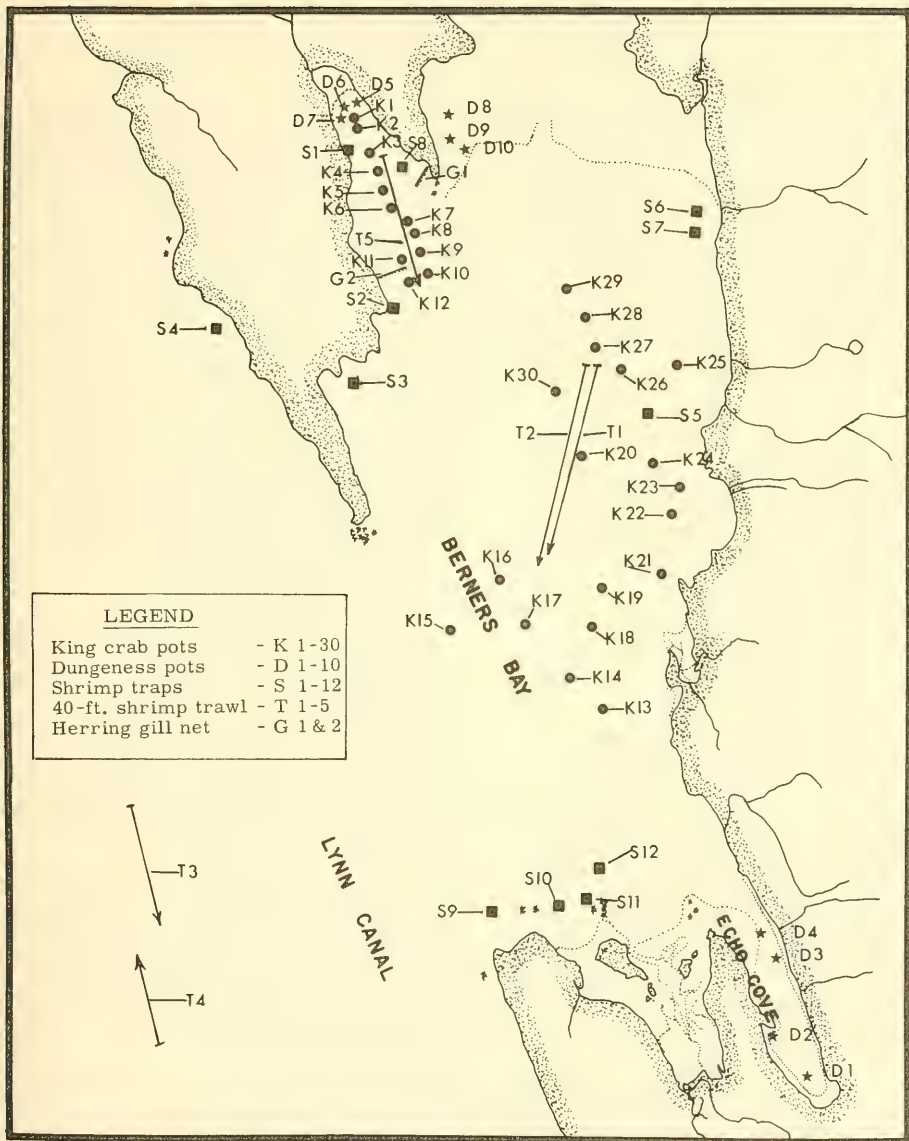 D6
D5
K1
D7
K2
D8
D9
D10
S1
K3
S8
K4
G1
K5
K6
K7
K8
T5
K9
K11
G2
K10
K12
S2
S4
S3
S6
S7
K29
K28
K27
K25
K26
K30
S5
T2
T1
K20
K24
K23
K22
K21
K16
K19
K15
K17
K18
K14
K13
BERNERS
BAY
LEGEND
King crab pots - K 1-30
Dungeness pots - D 1-10
Shrimp traps - S 1-12
40-ft. shrimp trawl - T 1-5
Herring gill net - G 1 & 2
T3
T4
LYNN CANAL
S12
S10
S11
S9
ECHO COVE
D4
D3
D2
D1